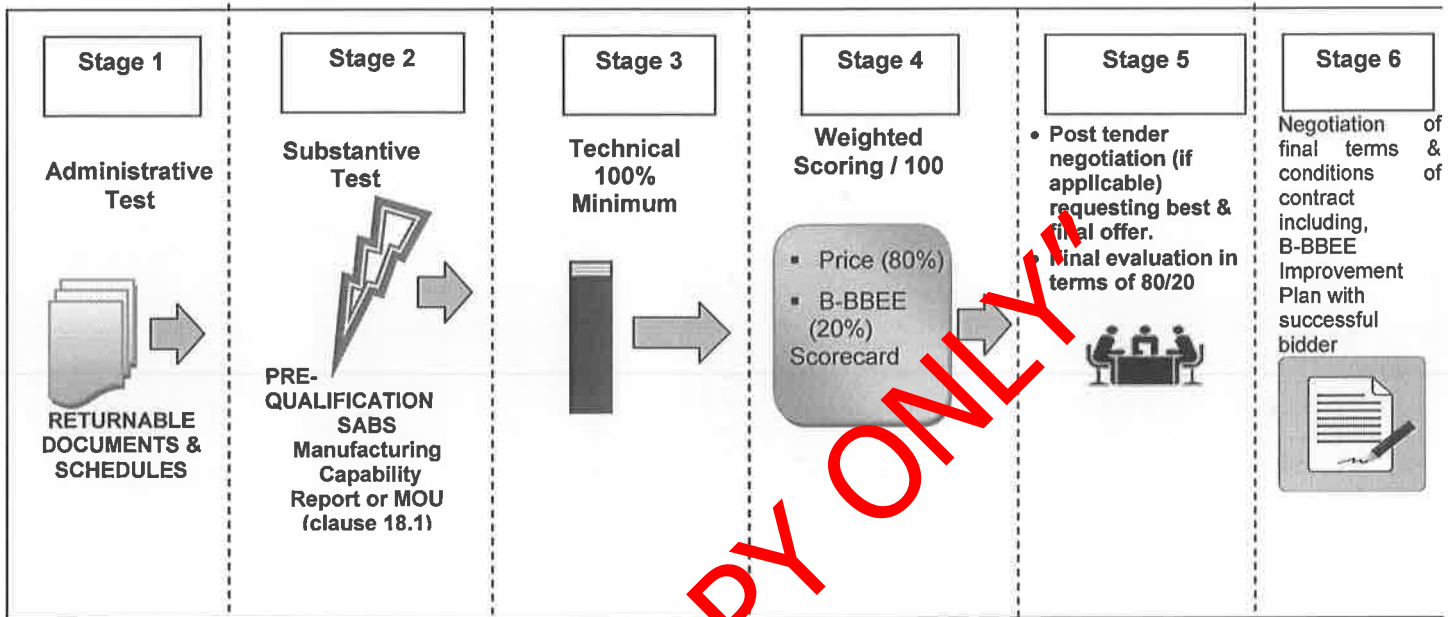 Stage 1
Administrative
Test
RETURNABLE
DOCUMENTS &
SCHEDULES
Stage 2
Substantive
Test
PRE-
QUALIFICATION
SABS
Manufacturing
Capability
Report or MOU
(clause 18.1)
Stage 3
Technical
100%
Minimum
Stage 4
Weighted
Scoring / 100
▪ Price (80%)
▪ B-BBEE
(20%)
Scorecard
Stage 5
• Post tender
negotiation (if
applicable)
requesting best &
final offer.
• Final evaluation in
terms of 80/20
Stage 6
Negotiation of
final terms &
conditions of
contract
including,
B-BBEE
Improvement
Plan with
successful
bidder
PY ONLY"